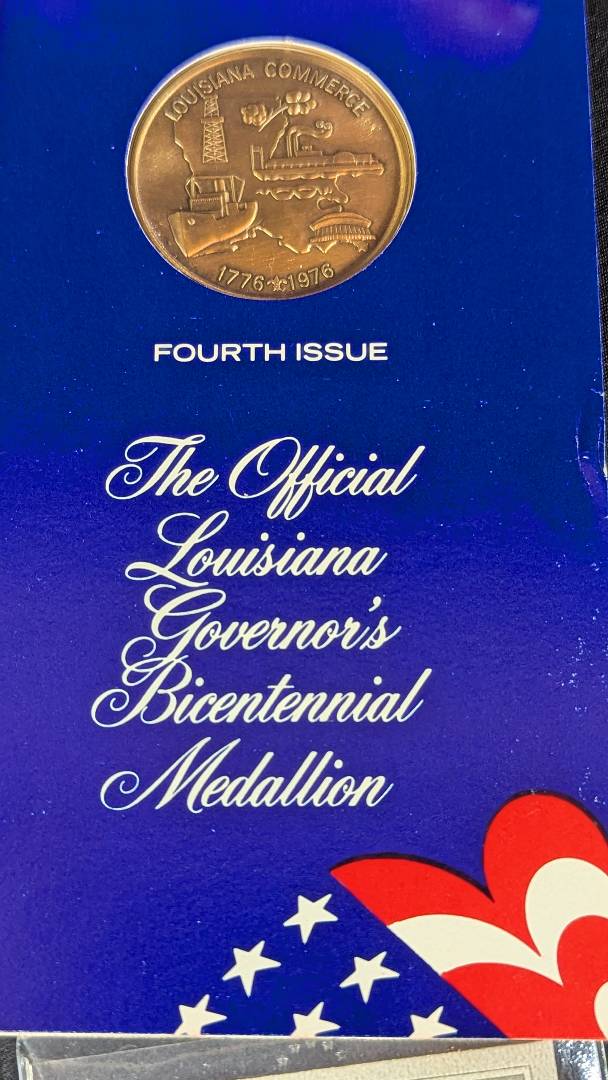 LOUISIANA COMMERCE
1776★1976
FOURTH ISSUE
The Official
Louisiana
Governor's
Bicentennial
Medallion